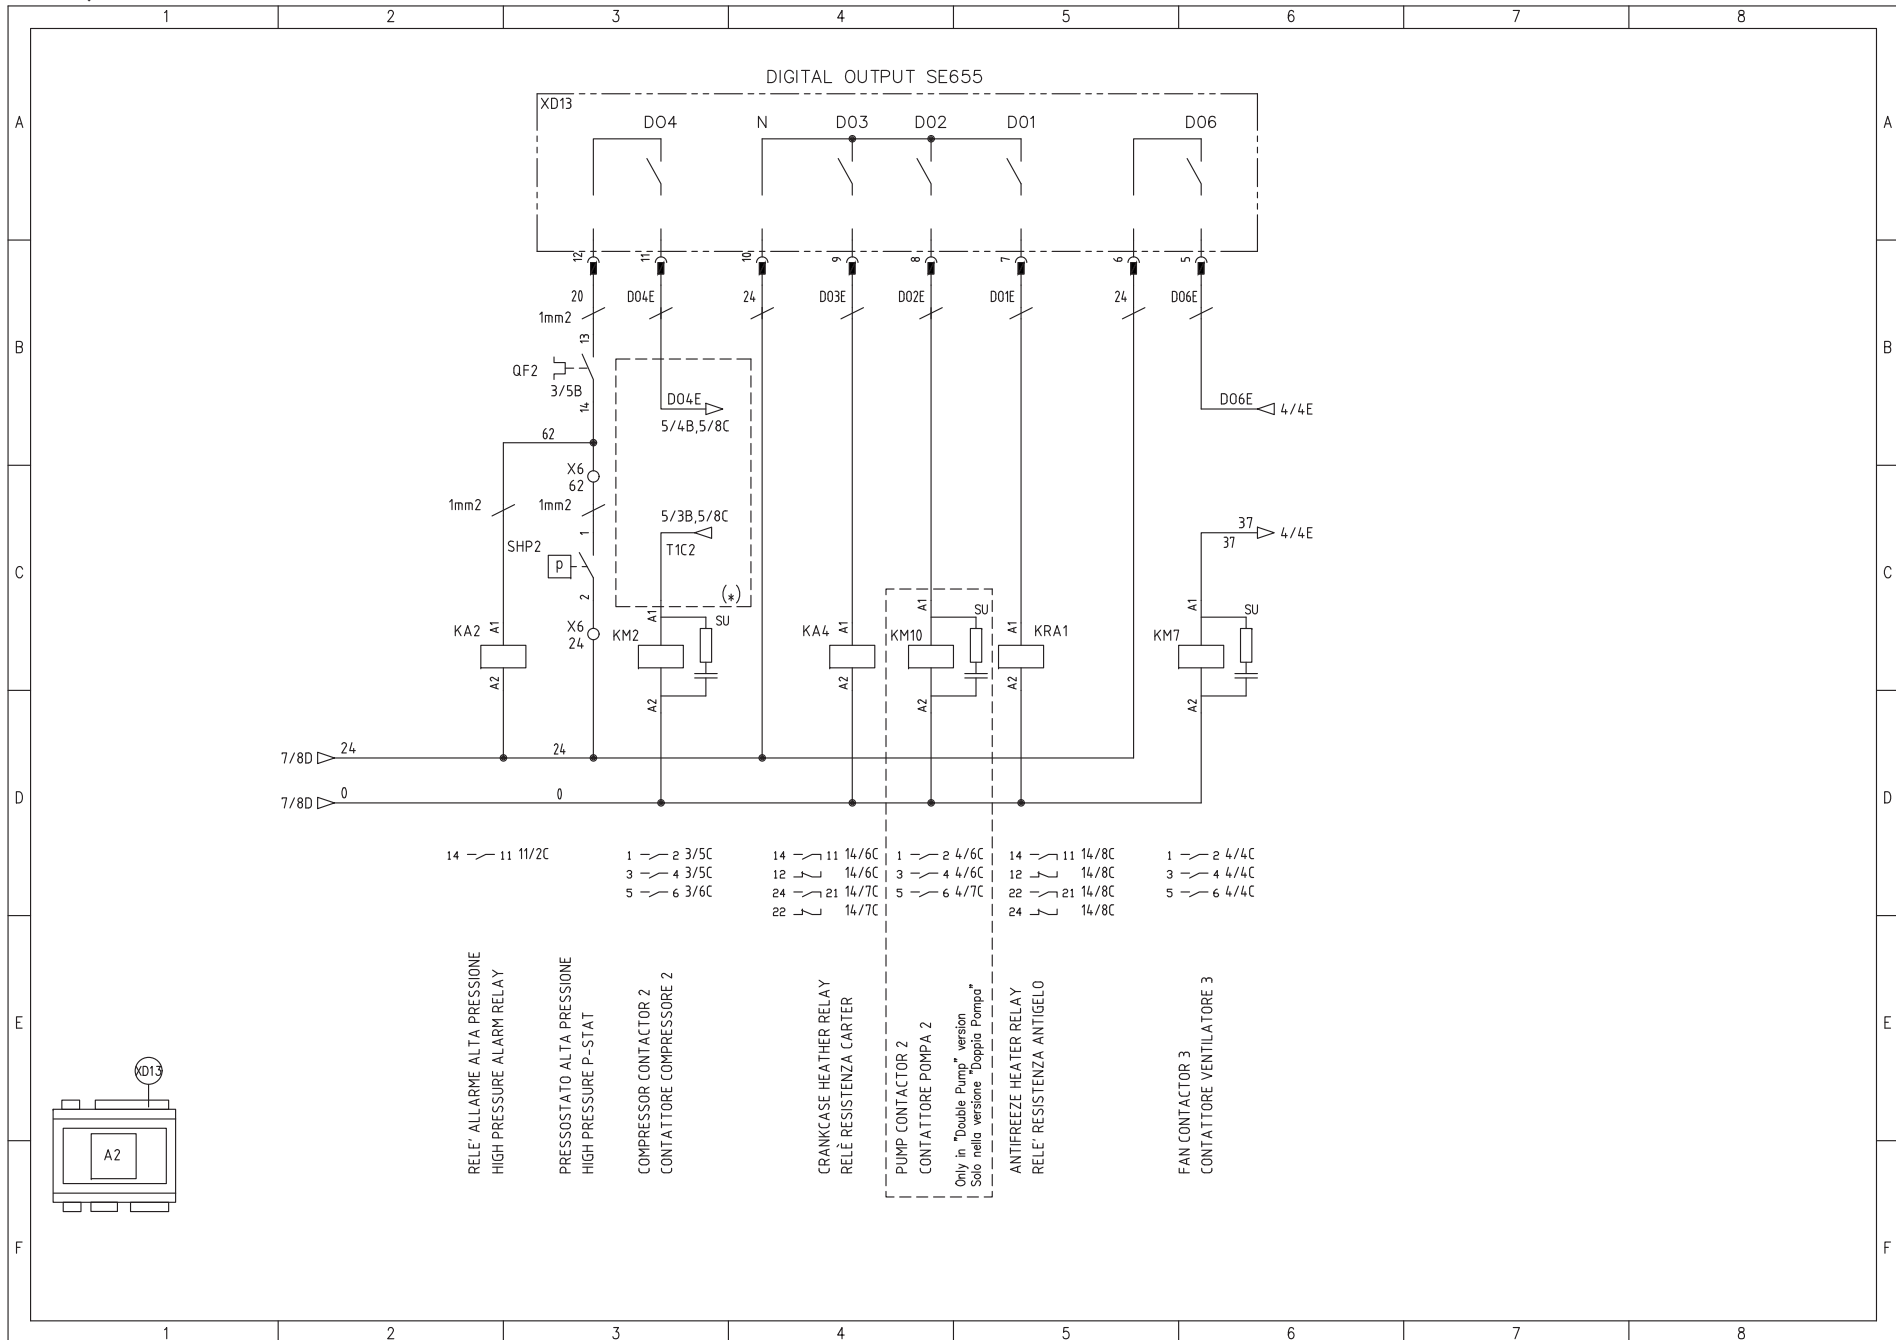 1 2 3 4 5 6 7 8
DIGITAL OUTPUT SE655
XD13
A DO4 N DO3 DO2 DO1 DO6 A
12 11 10 9 8 7 6 5
20 DO4E 24 DO3E DO2E DO1E 24 DO6E
1mm2
13
B B
QF2
3/5B
14
DO4E
5/4B,5/8C
DO6E 4/4E
62
X6
62
1mm2 1mm2
5/3B,5/8C
T1C2
37 4/4E
37
1
SHP2
P
2
C C
(*)
A1 SU A1 SU A1 SU
X6
24
KA2 A1 KM2 KA4 A1 KM10 A1 KRA1 KM7
A2 A2 A2
A2 A2 A2
7/8D 24 24
7/8D 0 0
D D
14 11 11/2C
1 2 3/5C
3 4 3/5C
5 6 3/6C
14 11 14/6C
12 14/6C
24 21 14/7C
22 14/7C
1 2 4/6C
3 4 4/6C
5 6 4/7C
14 11 14/8C
12 14/8C
22 21 14/8C
24 14/8C
1 2 4/4C
3 4 4/4C
5 6 4/4C
RELE' ALLARME ALTA PRESSIONE
HIGH PRESSURE ALARM RELAY
PRESSOSTATO ALTA PRESSIONE
HIGH PRESSURE P-STAT
COMPRESSOR CONTACTOR 2
CONTATTORE COMPRESSORE 2
CRANKCASE HEATHER RELAY
RELÈ RESISTENZA CARTER
PUMP CONTACTOR 2
CONTATTORE POMPA 2
Only in "Double Pump" version
Solo nella versione "Doppia Pompa"
ANTIFREEZE HEATER RELAY
RELE' RESISTENZA ANTIGELO
FAN CONTACTOR 3
CONTATTORE VENTILATORE 3
E E
XD13
A2
F F
1 2 3 4 5 6 7 8